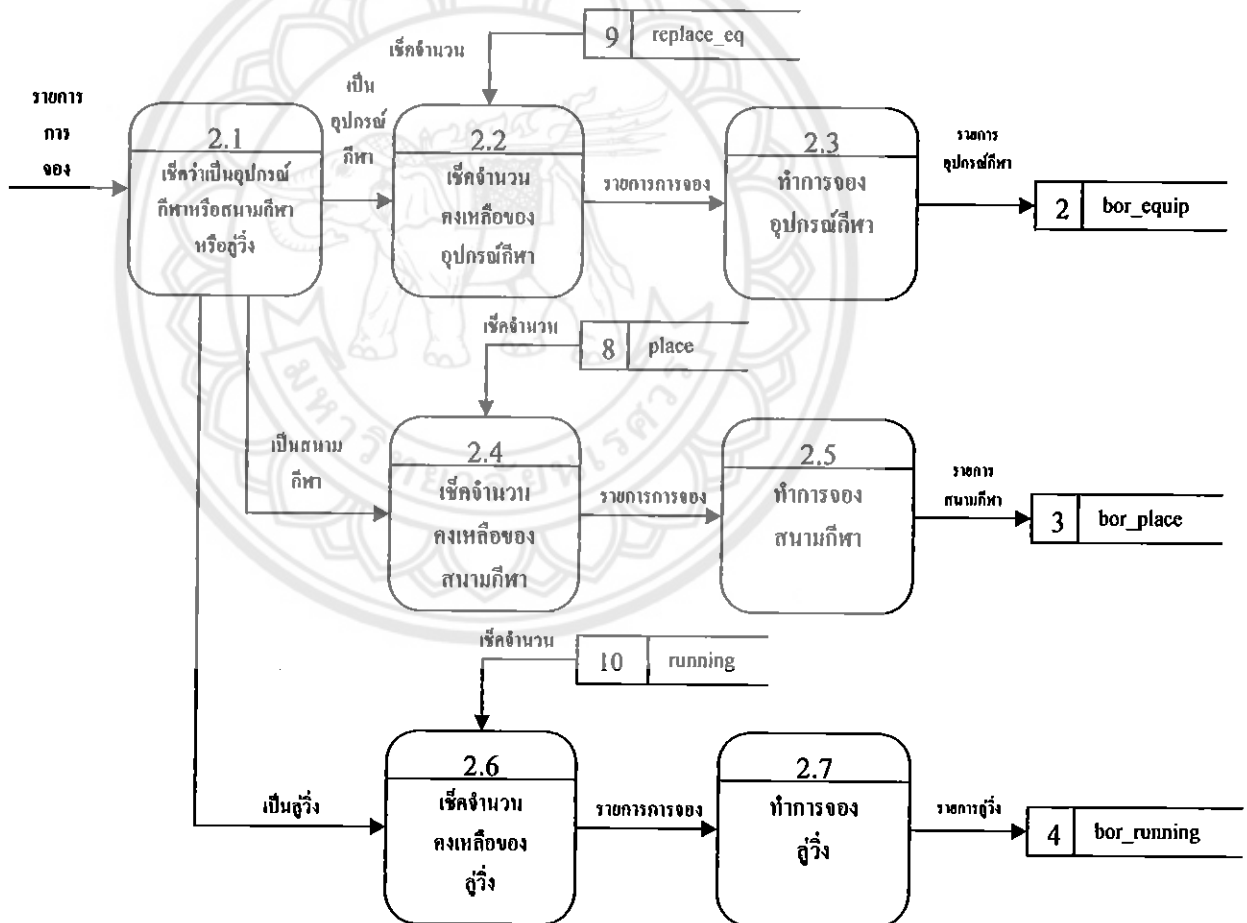 รายการ
การ
จอง
2.1
เช็คว่าเป็นอุปกรณ์
กีฬาหรือสนามกีฬา
หรือลู่วิ่ง
เป็น
อุปกรณ์
กีฬา
เช็คจำนวน
9 replace_eq
2.2
เช็คจำนวน
คงเหลือของ
อุปกรณ์กีฬา
รายการการจอง
2.3
ทำการจอง
อุปกรณ์กีฬา
รายการ
อุปกรณ์กีฬา
2 bor_equip
เช็คจำนวน
8 place
เป็นสนาม
กีฬา
2.4
เช็คจำนวน
คงเหลือของ
สนามกีฬา
รายการการจอง
2.5
ทำการจอง
สนามกีฬา
รายการ
สนามกีฬา
3 bor_place
เช็คจำนวน
10 running
เป็นลู่วิ่ง
2.6
เช็คจำนวน
คงเหลือของ
ลู่วิ่ง
รายการการจอง
2.7
ทำการจอง
ลู่วิ่ง
รายการลู่วิ่ง
4 bor_running
มหาวิทยาลัยนเรศวร